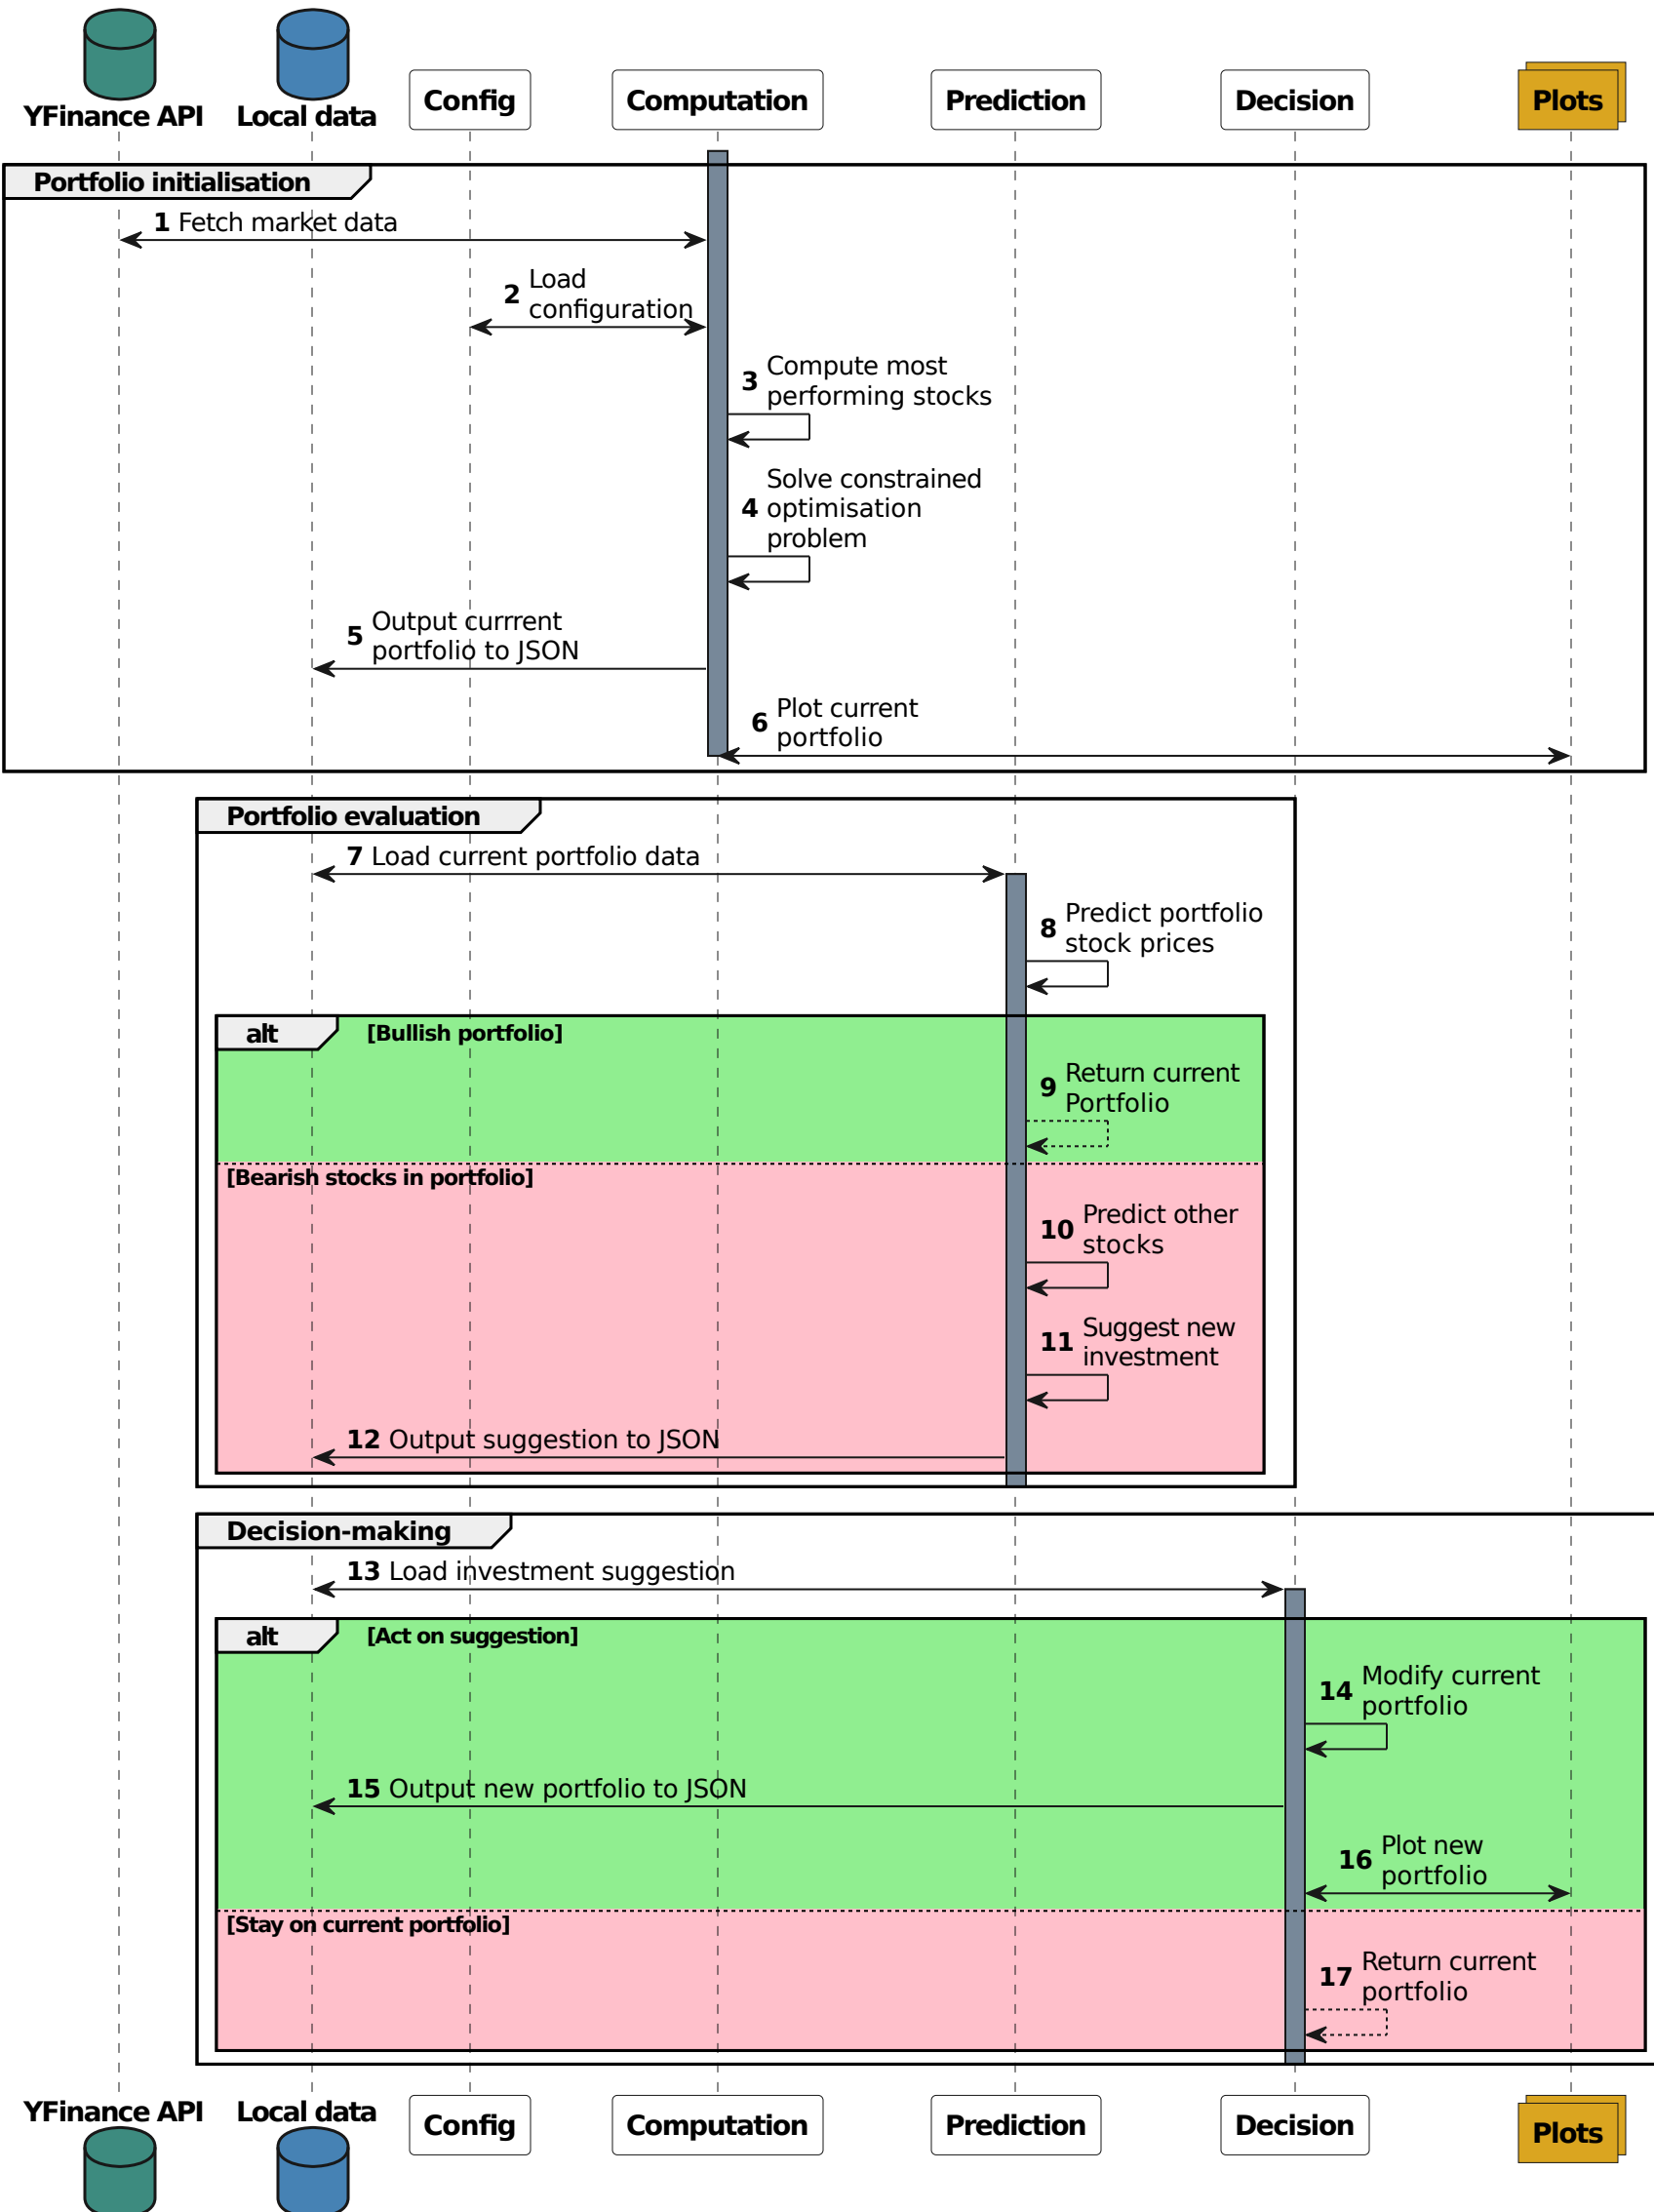 YFinance API
Local data
Config
Computation
Prediction
Decision
Plots
Portfolio initialisation
1 Fetch market data
2 Load
configuration
3 Compute most
performing stocks
4 Solve constrained
optimisation
problem
5 Output currrent
portfolio to JSON
6 Plot current
portfolio
Portfolio evaluation
7 Load current portfolio data
8 Predict portfolio
stock prices
alt [Bullish portfolio]
9 Return current
Portfolio
[Bearish stocks in portfolio]
10 Predict other
stocks
11 Suggest new
investment
12 Output suggestion to JSON
Decision-making
13 Load investment suggestion
alt [Act on suggestion]
14 Modify current
portfolio
15 Output new portfolio to JSON
16 Plot new
portfolio
[Stay on current portfolio]
17 Return current
portfolio
YFinance API
Local data
Config
Computation
Prediction
Decision
Plots